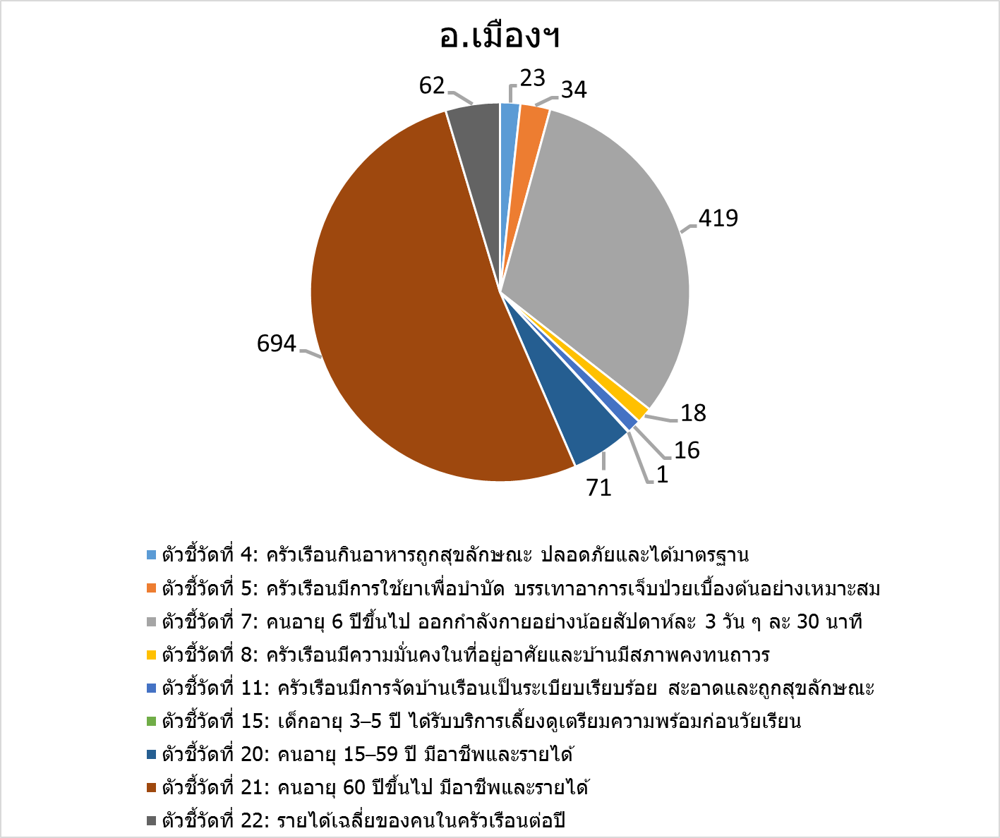 อ.เมืองฯ
62
23
34
419
694
18
16
1
71
ตัวชี้วัดที่ 4: ครัวเรือนกินอาหารถูกสุขลักษณะ ปลอดภัยและได้มาตรฐาน
ตัวชี้วัดที่ 5: ครัวเรือนมีการใช้ยาเพื่อบำบัด บรรเทาอาการเจ็บป่วยเบื้องต้นอย่างเหมาะสม
ตัวชี้วัดที่ 7: คนอายุ 6 ปีขึ้นไป ออกกำลังกายอย่างน้อยสัปดาห์ละ 3 วัน ๆ ละ 30 นาที
ตัวชี้วัดที่ 8: ครัวเรือนมีความมั่นคงในที่อยู่อาศัยและบ้านมีสภาพคงทนถาวร
ตัวชี้วัดที่ 11: ครัวเรือนมีการจัดบ้านเรือนเป็นระเบียบเรียบร้อย สะอาดและถูกสุขลักษณะ
ตัวชี้วัดที่ 15: เด็กอายุ 3–5 ปี ได้รับบริการเลี้ยงดูเตรียมความพร้อมก่อนวัยเรียน
ตัวชี้วัดที่ 20: คนอายุ 15–59 ปี มีอาชีพและรายได้
ตัวชี้วัดที่ 21: คนอายุ 60 ปีขึ้นไป มีอาชีพและรายได้
ตัวชี้วัดที่ 22: รายได้เฉลี่ยของคนในครัวเรือนต่อปี